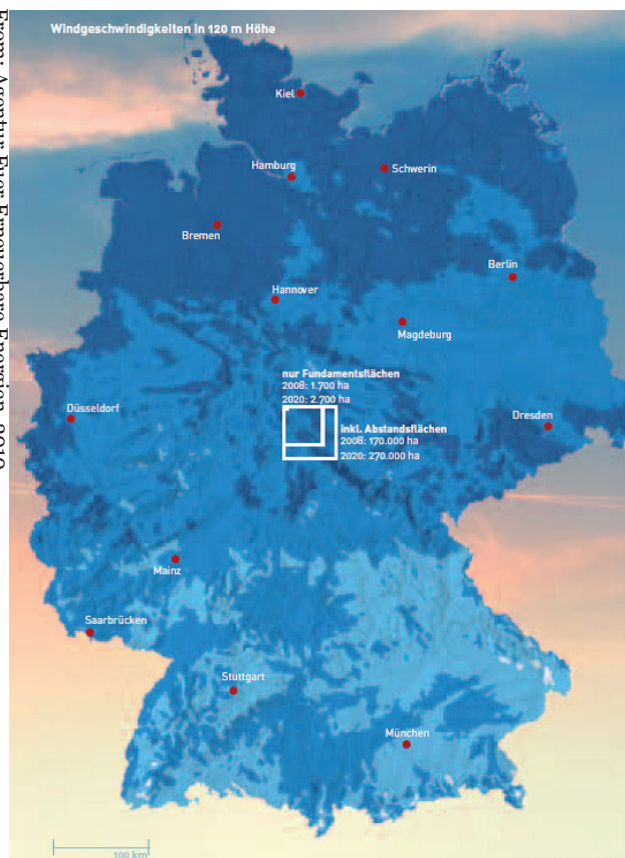 Windgeschwindigkeiten in 120 m Höhe
Kiel
Hamburg
Schwerin
Bremen
Berlin
Hannover
Magdeburg
nur Fundamentsflächen
2008: 1.700 ha
2020: 2.700 ha
Düsseldorf
Dresden
inkl. Abstandsflächen
2008: 170.000 ha
2020: 270.000 ha
Mainz
Saarbrücken
Stuttgart
München
100 km
From: Agentur Fuer Erneuerbare Energien, 2010